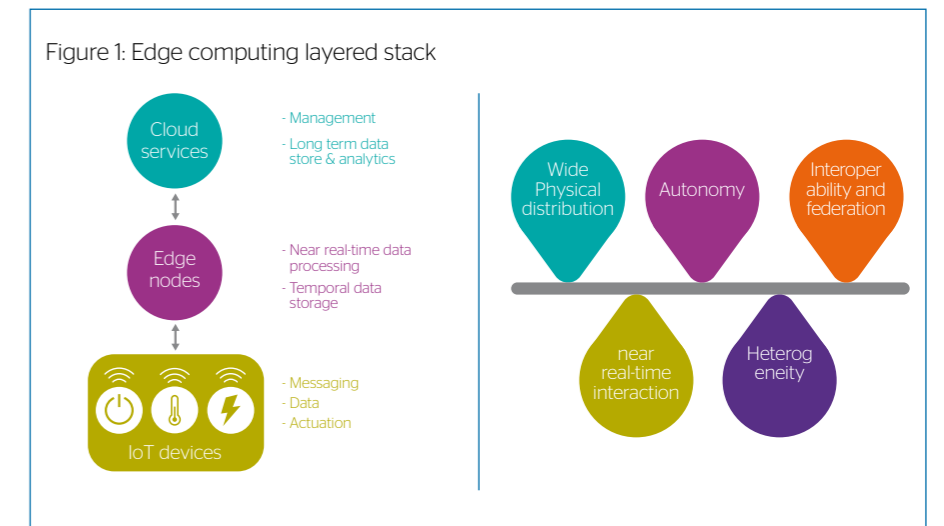 Figure 1: Edge computing layered stack
Cloud
services
- Management
- Long term data
store & analytics
Edge
nodes
- Near real-time data
processing
- Temporal data
storage
IoT devices
- Messaging
- Data
- Actuation
Wide
Physical
distribution
Autonomy
Interoper
ability and
federation
near
real-time
interaction
Heterog
eneity